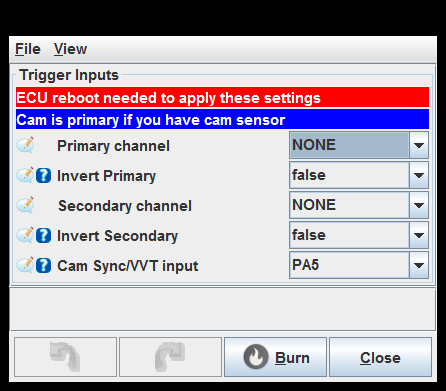 File View
Trigger Inputs
ECU reboot needed to apply these settings
Cam is primary if you have cam sensor
Primary channel NONE
? Invert Primary false
Secondary channel NONE
? Invert Secondary false
? Cam Sync/VVT input PA5
Burn Close